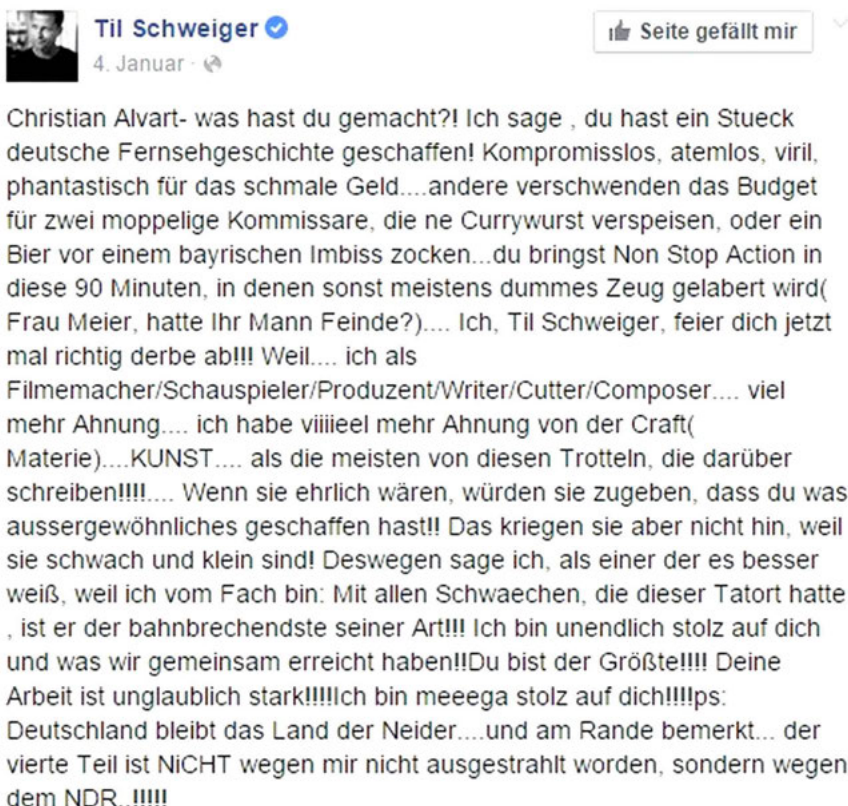 Til Schweiger
4. Januar ·
Seite gefällt mir
Christian Alvart- was hast du gemacht?! Ich sage , du hast ein Stueck
deutsche Fernsehgeschichte geschaffen! Kompromisslos, atemlos, viril,
phantastisch für das schmale Geld....andere verschwenden das Budget
für zwei moppelige Kommissare, die ne Currywurst verspeisen, oder ein
Bier vor einem bayrischen Imbiss zocken...du bringst Non Stop Action in
diese 90 Minuten, in denen sonst meistens dummes Zeug gelabert wird(
Frau Meier, hatte Ihr Mann Feinde?).... Ich, Til Schweiger, feier dich jetzt
mal richtig derbe ab!!! Weil.... ich als
Filmemacher/Schauspieler/Produzent/Writer/Cutter/Composer.... viel
mehr Ahnung.... ich habe viiiieel mehr Ahnung von der Craft(
Materie)....KUNST.... als die meisten von diesen Trotteln, die darüber
schreiben!!!!.... Wenn sie ehrlich wären, würden sie zugeben, dass du was
aussergewöhnliches geschaffen hast!! Das kriegen sie aber nicht hin, weil
sie schwach und klein sind! Deswegen sage ich, als einer der es besser
weiß, weil ich vom Fach bin: Mit allen Schwaechen, die dieser Tatort hatte
, ist er der bahnbrechendste seiner Art!!! Ich bin unendlich stolz auf dich
und was wir gemeinsam erreicht haben!!Du bist der Größte!!!! Deine
Arbeit ist unglaublich stark!!!!Ich bin meeega stolz auf dich!!!!ps:
Deutschland bleibt das Land der Neider....und am Rande bemerkt... der
vierte Teil ist NiCHT wegen mir nicht ausgestrahlt worden, sondern wegen
dem NDR..!!!!!